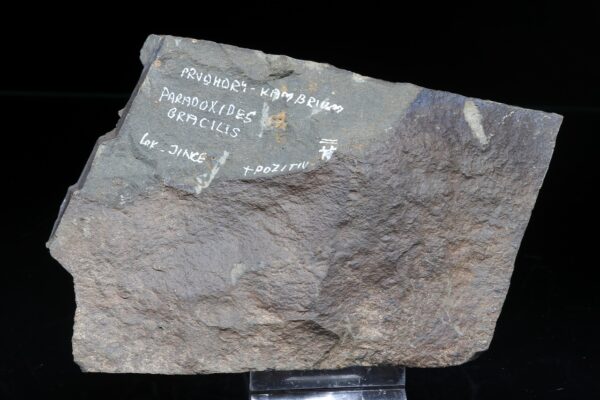 PRVOHORY - KAMBRIUM
PARADOXIDES
GRACILIS
LOK. JINCE
+ POZITIV